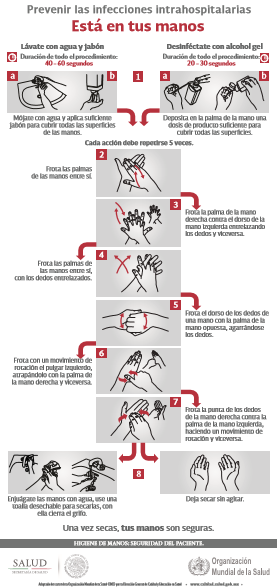 Prevenir las infecciones intrahospitalarias
Está en tus manos
Lávate con agua y jabón
Duración de todo el procedimiento:
40 - 60 segundos
Desinféctate con alcohol gel
Duración de todo el procedimiento:
20 - 30 segundos
a
b
1
a
b
Mójate con agua y aplica suficiente
jabón para cubrir todas las superficies
de las manos.
Deposita en la palma de la mano una
dosis de producto suficiente para
cubrir todas las superficies.
Cada acción debe repetirse 5 veces.
2
Frota las palmas
de las manos entre sí.
3
Frota la palma de la mano
derecha contra el dorso de la mano
izquierda entrelazando
los dedos y viceversa.
4
Frota las palmas de
las manos entre sí,
con los dedos entrelazados.
5
Frota el dorso de los dedos de
una mano con la palma de la
mano opuesta, agarrándose
los dedos.
6
Frota con un movimiento de
rotación el pulgar izquierdo,
atrapándolo con la palma de
la mano derecha y viceversa.
7
Frota la punta de los dedos
de la mano derecha contra la
palma de la mano izquierda,
haciendo un movimiento de
rotación y viceversa.
8
Enjuágate las manos con agua, use una
toalla desechable para secarlas, con
ella cierra el grifo.
Deja secar sin agitar.
Una vez secas, tus manos son seguras.
HIGIENE DE MANOS: SEGURIDAD DEL PACIENTE.
SALUD
SECRETARÍA DE SALUD
Organización
Mundial de la Salud